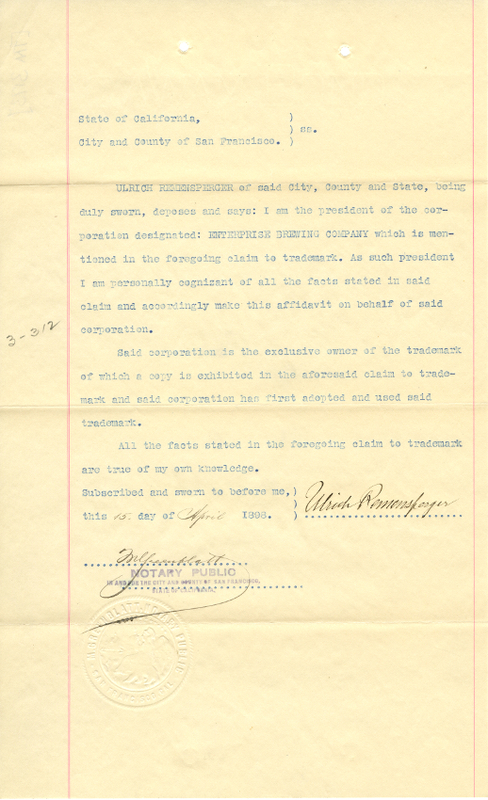 State of California, )
) ss.
City and County of San Francisco. )
ULRICH REMENSPERGER of said City, County and State, being
duly sworn, deposes and says: I am the president of the cor-
poration designated: ENTERPRISE BREWING COMPANY which is men-
tioned in the foregoing claim to trademark. As such president
I am personally cognizant of all the facts stated in said
claim and accordingly make this affidavit on behalf of said
corporation.
3-312
Said corporation is the exclusive owner of the trademark
of which a copy is exhibited in the aforesaid claim to trade-
mark and said corporation has first adopted and used said
trademark.
All the facts stated in the foregoing claim to trademark
are true of my own knowledge.
Subscribed and sworn to before me,)
) Ulrich Remensperger
this 15. day of April 1898. )
NOTARY PUBLIC
IN AND FOR THE CITY AND COUNTY OF SAN FRANCISCO,
STATE OF CALIFORNIA.